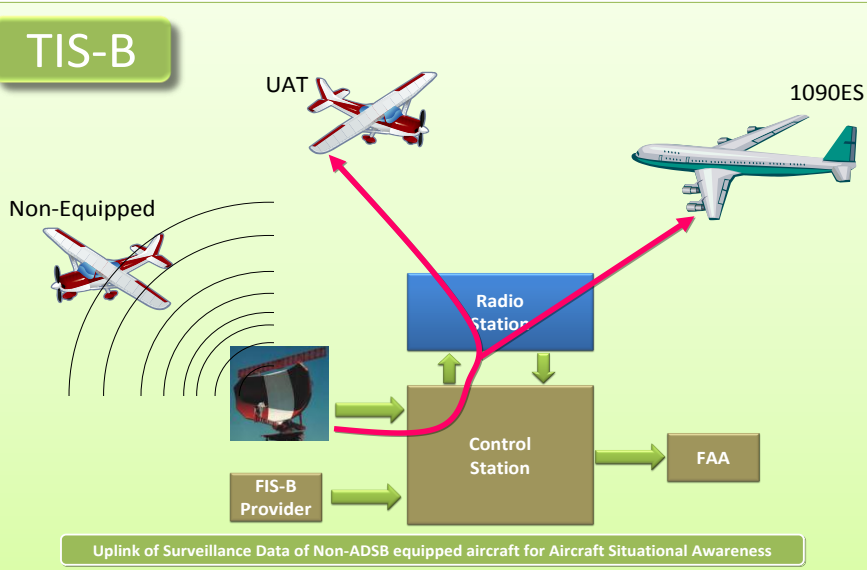 TIS-B
UAT
1090ES
Non-Equipped
Radio
Station
Control
Station
FAA
FIS-B
Provider
Uplink of Surveillance Data of Non-ADSB equipped aircraft for Aircraft Situational Awareness